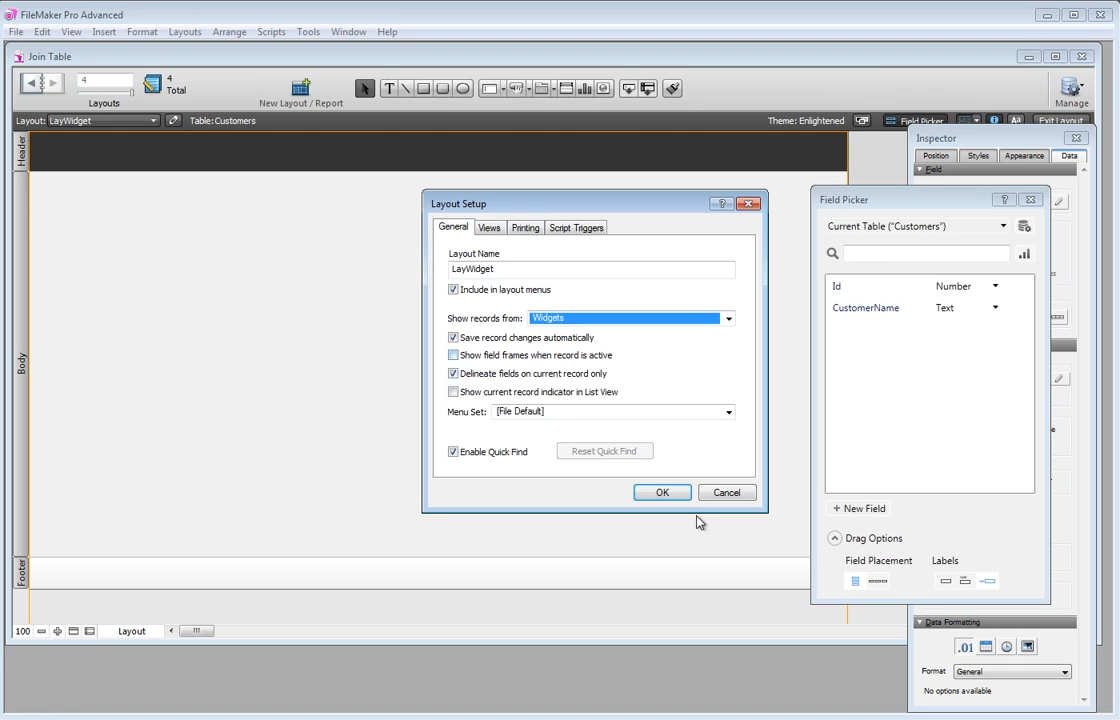 FileMaker Pro Advanced
File Edit View Insert Format Layouts Arrange Scripts Tools Window Help
Join Table
4
4
Total
Layouts
New Layout / Report
T
Manage
Layout: LayWidget
Table:Customers
Theme: Enlightened
Field Picker
Aa
Exit Layout
Header
Body
Footer
Inspector
Position Styles Appearance Data
Field
Layout Setup
?
General Views Printing Script Triggers
Layout Name
LayWidget
Include in layout menus
Show records from: Widgets
Save record changes automatically
Show field frames when record is active
Delineate fields on current record only
Show current record indicator in List View
Menu Set: [File Default]
Enable Quick Find
Reset Quick Find
OK
Cancel
Field Picker
?
Current Table ("Customers")
Id Number
CustomerName Text
+ New Field
Drag Options
Field Placement
Labels
100
Layout
Data Formatting
.01
Format General
No options available